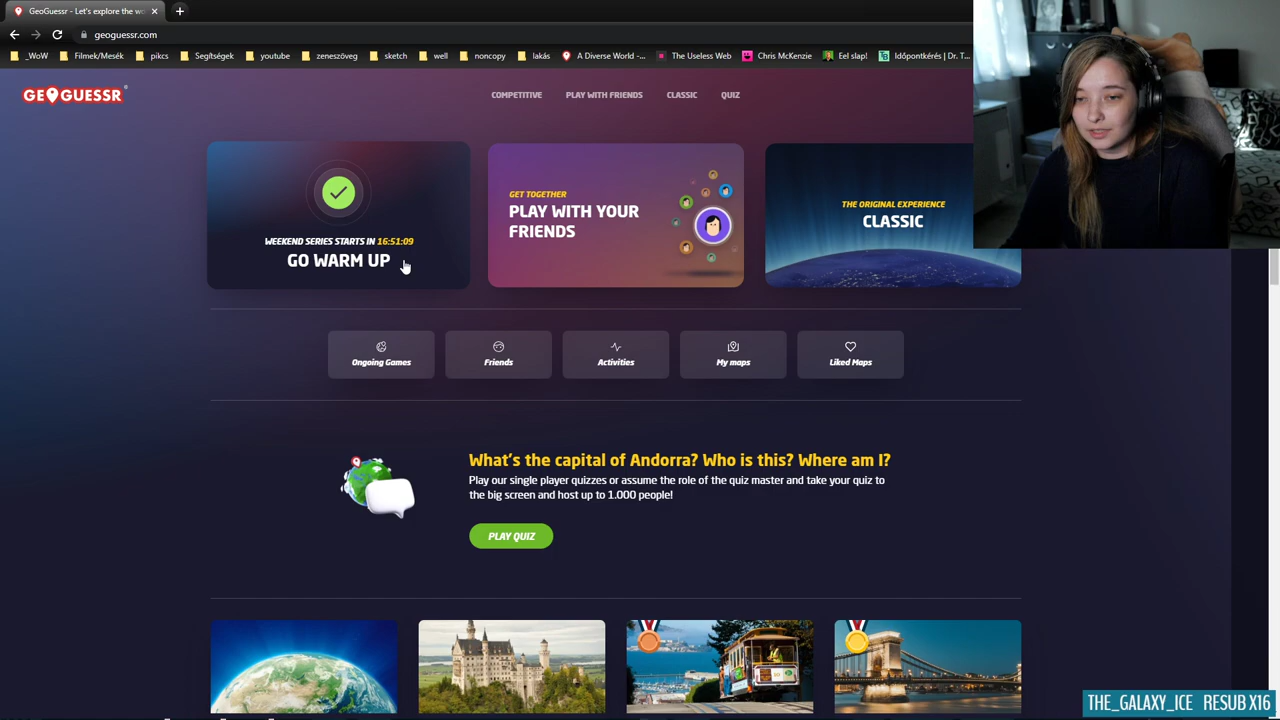 GeoGuessr - Let's explore the wo
geoguessr.com
_WoW
Filmek/Mesék
pikcs
Segítségek
youtube
zeneszöveg
sketch
well
noncopy
lakás
A Diverse World -...
The Useless Web
Chris McKenzie
Eel slap!
Időpontkérés | Dr. T...
GEOGUESSR
COMPETITIVE
PLAY WITH FRIENDS
CLASSIC
QUIZ
WEEKEND SERIES STARTS IN 16:51:09
GO WARM UP
GET TOGETHER
PLAY WITH YOUR
FRIENDS
THE ORIGINAL EXPERIENCE
CLASSIC
Ongoing Games
Friends
Activities
My maps
Liked Maps
What's the capital of Andorra? Who is this? Where am I?
Play our single player quizzes or assume the role of the quiz master and take your quiz to
the big screen and host up to 1.000 people!
PLAY QUIZ
THE_GALAXY_ICE RESUB X16